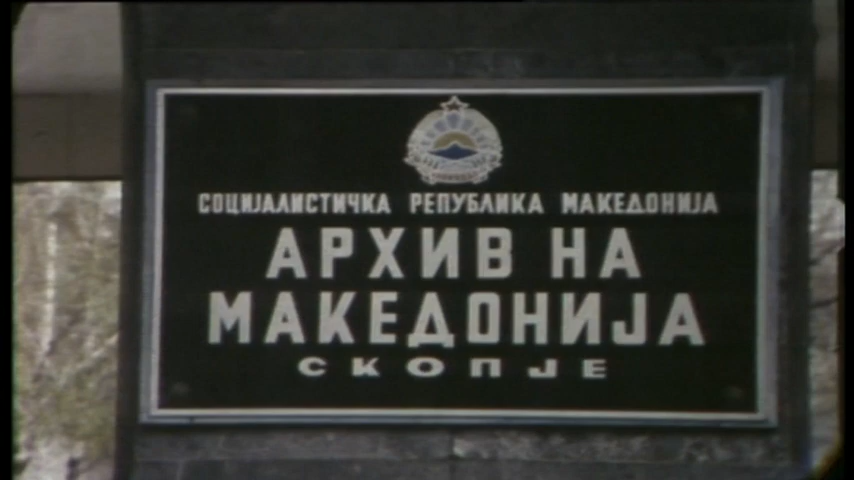 СОЦИЈАЛИСТИЧКА РЕПУБЛИКА МАКЕДОНИЈА
АРХИВ НА
МАКЕДОНИЈА
СКОПЈЕ